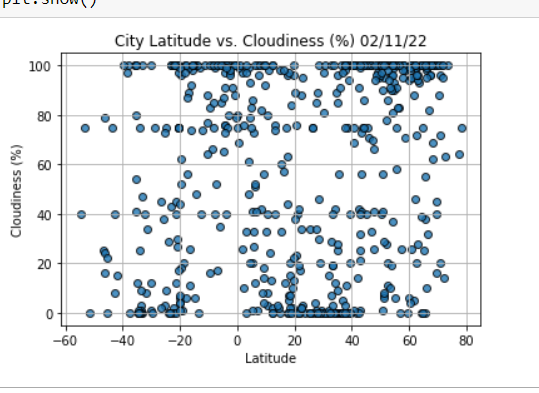 plt.show()
City Latitude vs. Cloudiness (%) 02/11/22
100
80
60
40
20
0
Cloudiness (%)
−60 −40 −20 0 20 40 60 80
Latitude